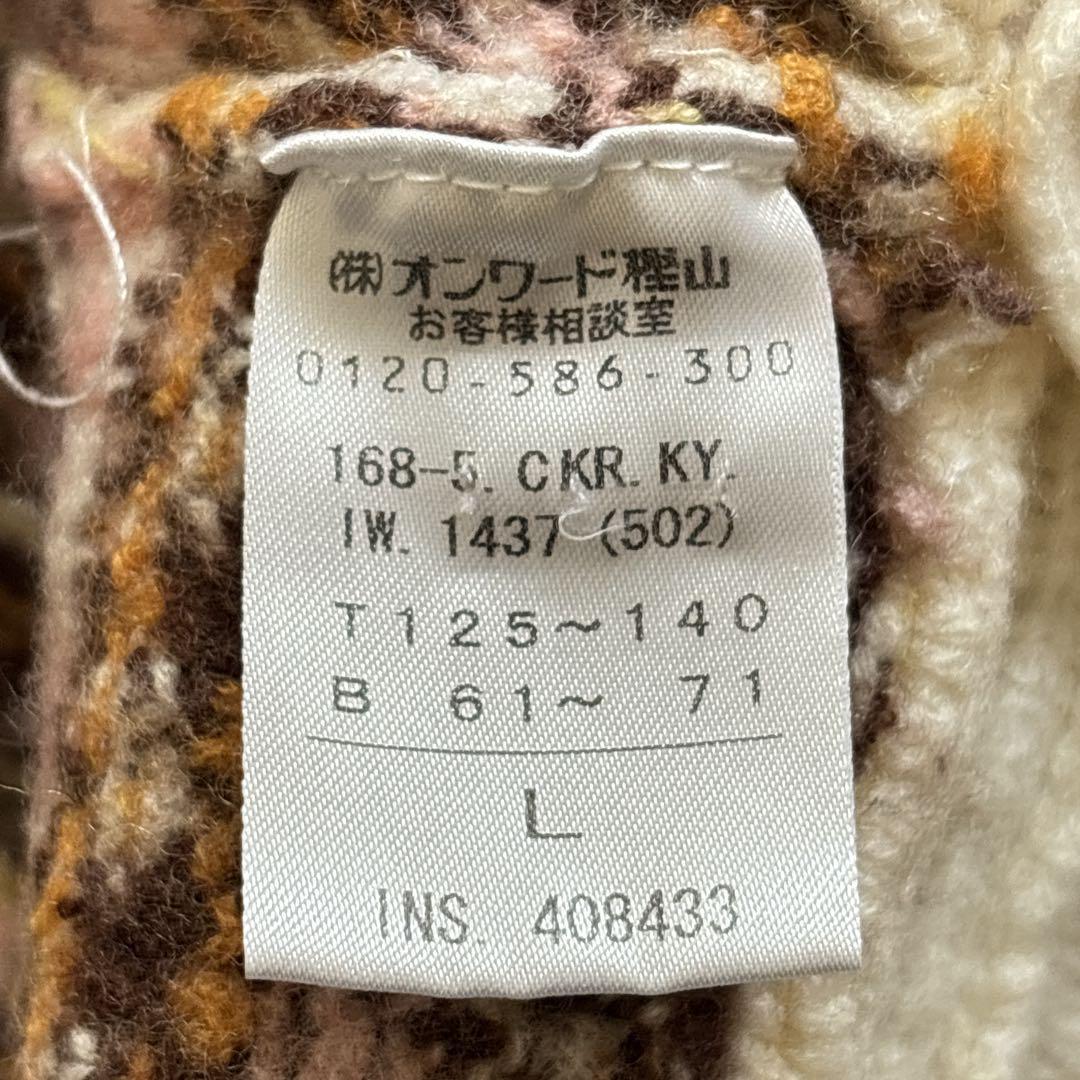 ㈱オンワード樫山
お客様相談室
0120-586-300
168-5. CKR. KY.
IW. 1437 (502)
T 125~140
B 61~ 71
L
INS. 408433